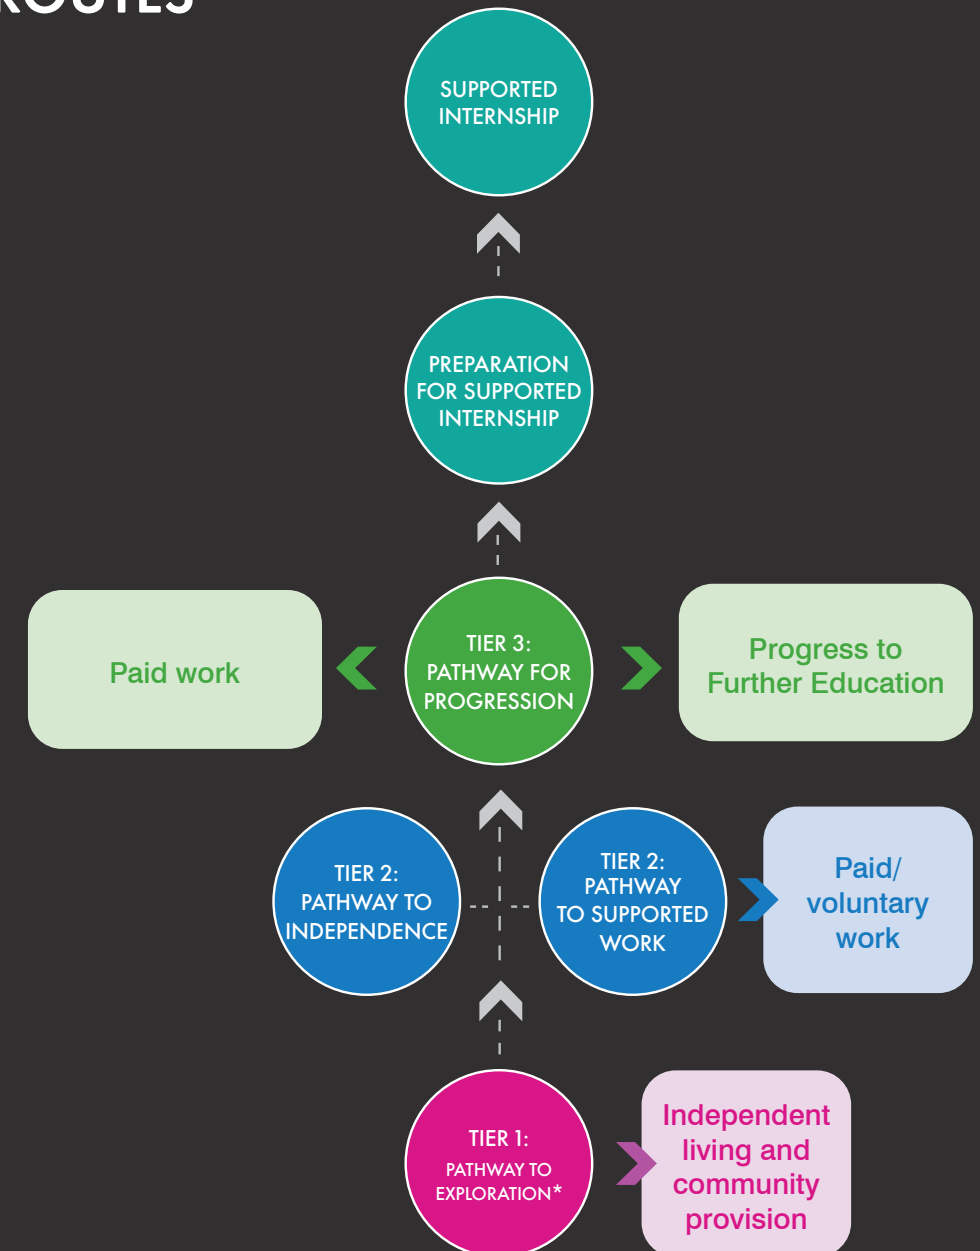 ROUTES
SUPPORTED
INTERNSHIP
PREPARATION
FOR SUPPORTED
INTERNSHIP
Paid work
TIER 3:
PATHWAY FOR
PROGRESSION
Progress to
Further Education
TIER 2:
PATHWAY TO
INDEPENDENCE
TIER 2:
PATHWAY
TO SUPPORTED
WORK
Paid/
voluntary
work
TIER 1:
PATHWAY TO
EXPLORATION*
Independent
living and
community
provision